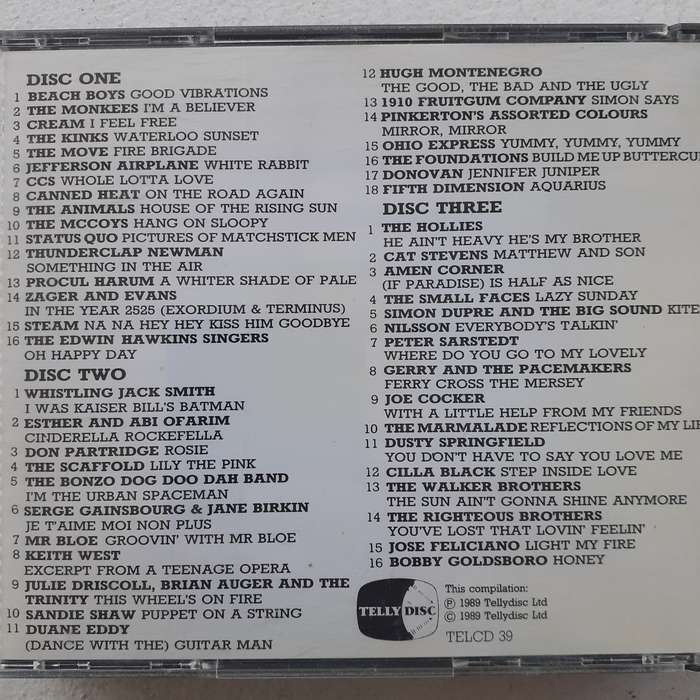 DISC ONE
1 BEACH BOYS GOOD VIBRATIONS
2 THE MONKEES I'M A BELIEVER
3 CREAM I FEEL FREE
4 THE KINKS WATERLOO SUNSET
5 THE MOVE FIRE BRIGADE
6 JEFFERSON AIRPLANE WHITE RABBIT
7 CCS WHOLE LOTTA LOVE
8 CANNED HEAT ON THE ROAD AGAIN
9 THE ANIMALS HOUSE OF THE RISING SUN
10 THE MCCOYS HANG ON SLOOPY
11 STATUS QUO PICTURES OF MATCHSTICK MEN
12 THUNDERCLAP NEWMAN
SOMETHING IN THE AIR
13 PROCUL HARUM A WHITER SHADE OF PALE
14 ZAGER AND EVANS
IN THE YEAR 2525 (EXORDIUM & TERMINUS)
15 STEAM NA NA HEY HEY KISS HIM GOODBYE
16 THE EDWIN HAWKINS SINGERS
OH HAPPY DAY
DISC TWO
1 WHISTLING JACK SMITH
I WAS KAISER BILL'S BATMAN
2 ESTHER AND ABI OFARIM
CINDERELLA ROCKEFELLA
3 DON PARTRIDGE ROSIE
4 THE SCAFFOLD LILY THE PINK
5 THE BONZO DOG DOO DAH BAND
I'M THE URBAN SPACEMAN
6 SERGE GAINSBOURG & JANE BIRKIN
JE T'AIME MOI NON PLUS
7 MR BLOE GROOVIN' WITH MR BLOE
8 KEITH WEST
EXCERPT FROM A TEENAGE OPERA
9 JULIE DRISCOLL, BRIAN AUGER AND THE
TRINITY THIS WHEEL'S ON FIRE
10 SANDIE SHAW PUPPET ON A STRING
11 DUANE EDDY
(DANCE WITH THE) GUITAR MAN
12 HUGH MONTENEGRO
THE GOOD, THE BAD AND THE UGLY
13 1910 FRUITGUM COMPANY SIMON SAYS
14 PINKERTON'S ASSORTED COLOURS
MIRROR, MIRROR
15 OHIO EXPRESS YUMMY, YUMMY, YUMMY
16 THE FOUNDATIONS BUILD ME UP BUTTERCU
17 DONOVAN JENNIFER JUNIPER
18 FIFTH DIMENSION AQUARIUS
DISC THREE
1 THE HOLLIES
HE AIN'T HEAVY HE'S MY BROTHER
2 CAT STEVENS MATTHEW AND SON
3 AMEN CORNER
(IF PARADISE) IS HALF AS NICE
4 THE SMALL FACES LAZY SUNDAY
5 SIMON DUPRE AND THE BIG SOUND KITE
6 NILSSON EVERYBODY'S TALKIN'
7 PETER SARSTEDT
WHERE DO YOU GO TO MY LOVELY
8 GERRY AND THE PACEMAKERS
FERRY CROSS THE MERSEY
9 JOE COCKER
WITH A LITTLE HELP FROM MY FRIENDS
10 THE MARMALADE REFLECTIONS OF MY LI
11 DUSTY SPRINGFIELD
YOU DON'T HAVE TO SAY YOU LOVE ME
12 CILLA BLACK STEP INSIDE LOVE
13 THE WALKER BROTHERS
THE SUN AIN'T GONNA SHINE ANYMORE
14 THE RIGHTEOUS BROTHERS
YOU'VE LOST THAT LOVIN' FEELIN'
15 JOSE FELICIANO LIGHT MY FIRE
16 BOBBY GOLDSBORO HONEY
TELLY DISC
This compilation:
Ⓟ 1989 Tellydisc Ltd
© 1989 Tellydisc Ltd
TELCD 39